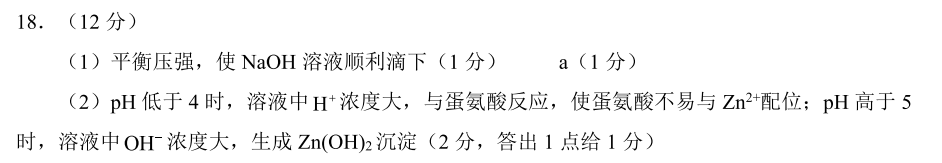 18．（12 分）
（1）平衡压强，使 NaOH 溶液顺利滴下（1 分） a（1 分）
（2）pH 低于 4 时，溶液中 H⁺ 浓度大，与蛋氨酸反应，使蛋氨酸不易与 Zn²⁺配位；pH 高于 5
时，溶液中 OH⁻ 浓度大，生成 Zn(OH)₂ 沉淀（2 分，答出 1 点给 1 分）